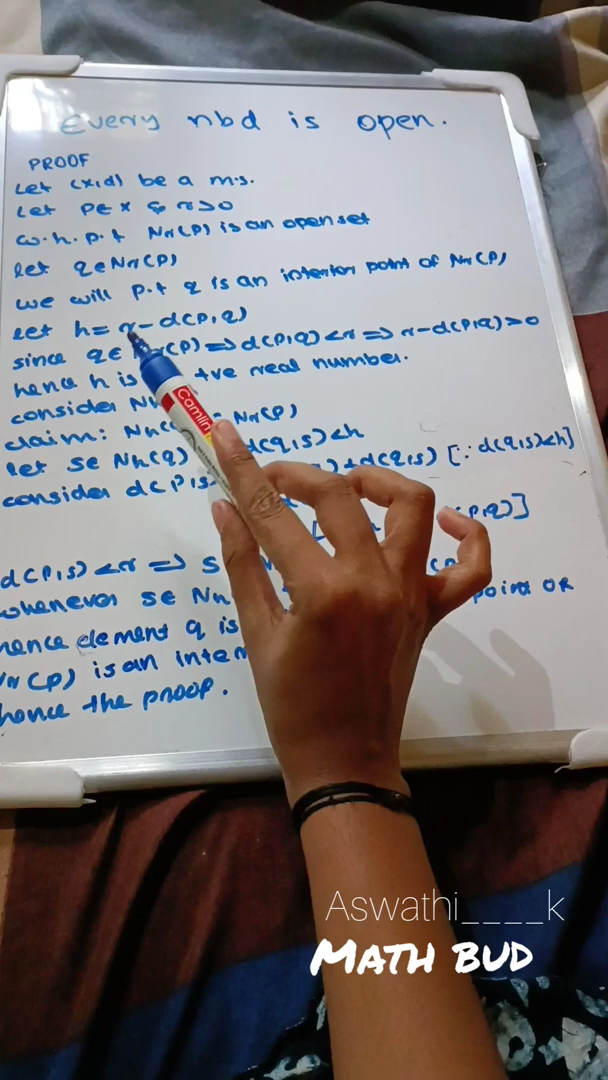 Every nbd is open.
PROOF
Let (X,d) be a m.s.
Let P∈X & r>0
w.h.p.t Nr(P) is an open set
let q∈Nr(P)
we will p.t q is an interior point of Nr(P)
Let h= r-d(P,q)
since q∈ (P) ⇒ d(P,q)<r ⇒ r-d(P,q)>0
hence h is +ve real number.
consider
claim: Nh( Nr(P)
let s∈Nh(q) d(q,s)<h
consider d(P,s +d(q,s) [∵d(q,s)<h]
P,q)]
d(P,s)<r ⇒ s
whenever s∈
hence element q is point OR
Nr(P) is an
hence the proof.
Camlin
Aswathi____k
MATH BUD